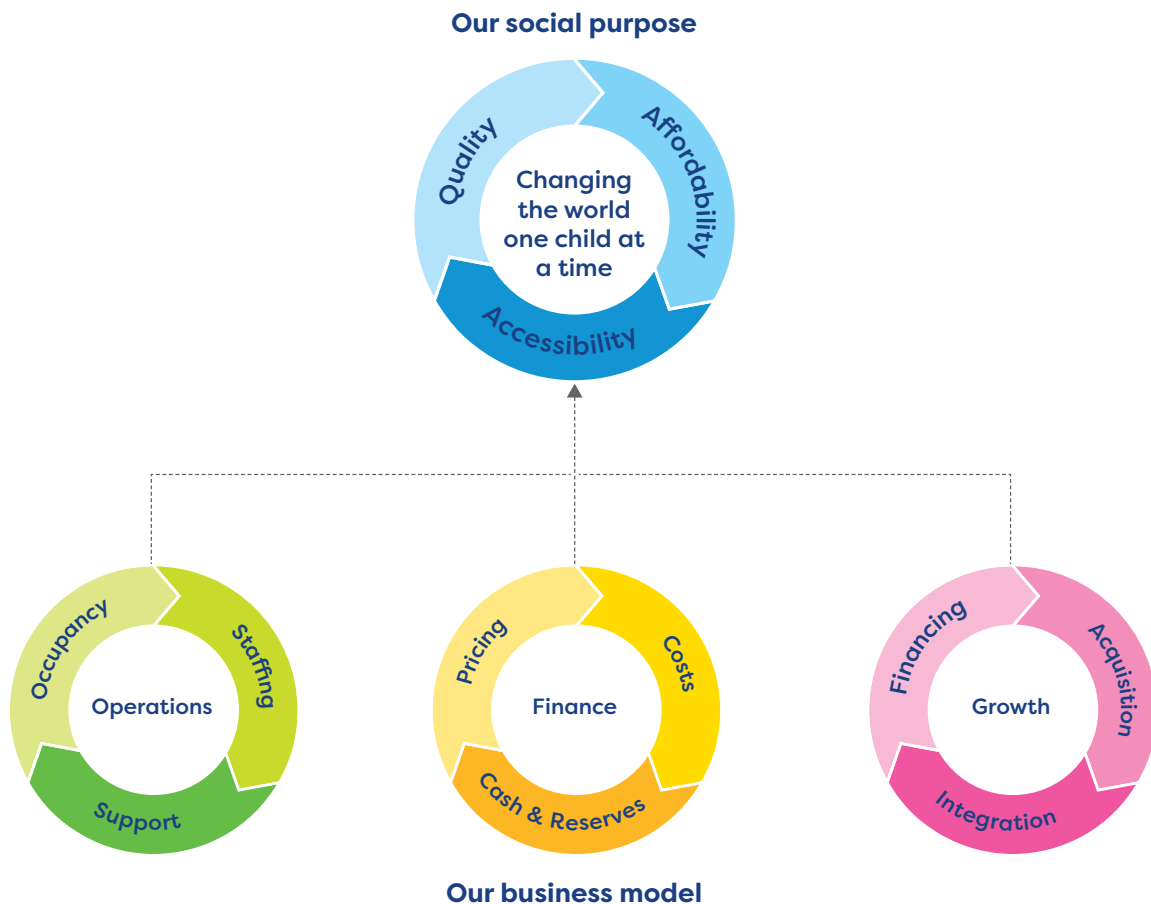 Our social purpose
Quality
Affordability
Accessibility
Changing
the world
one child at
a time
Occupancy
Staffing
Support
Operations
Pricing
Costs
Cash & Reserves
Finance
Financing
Acquisition
Integration
Growth
Our business model